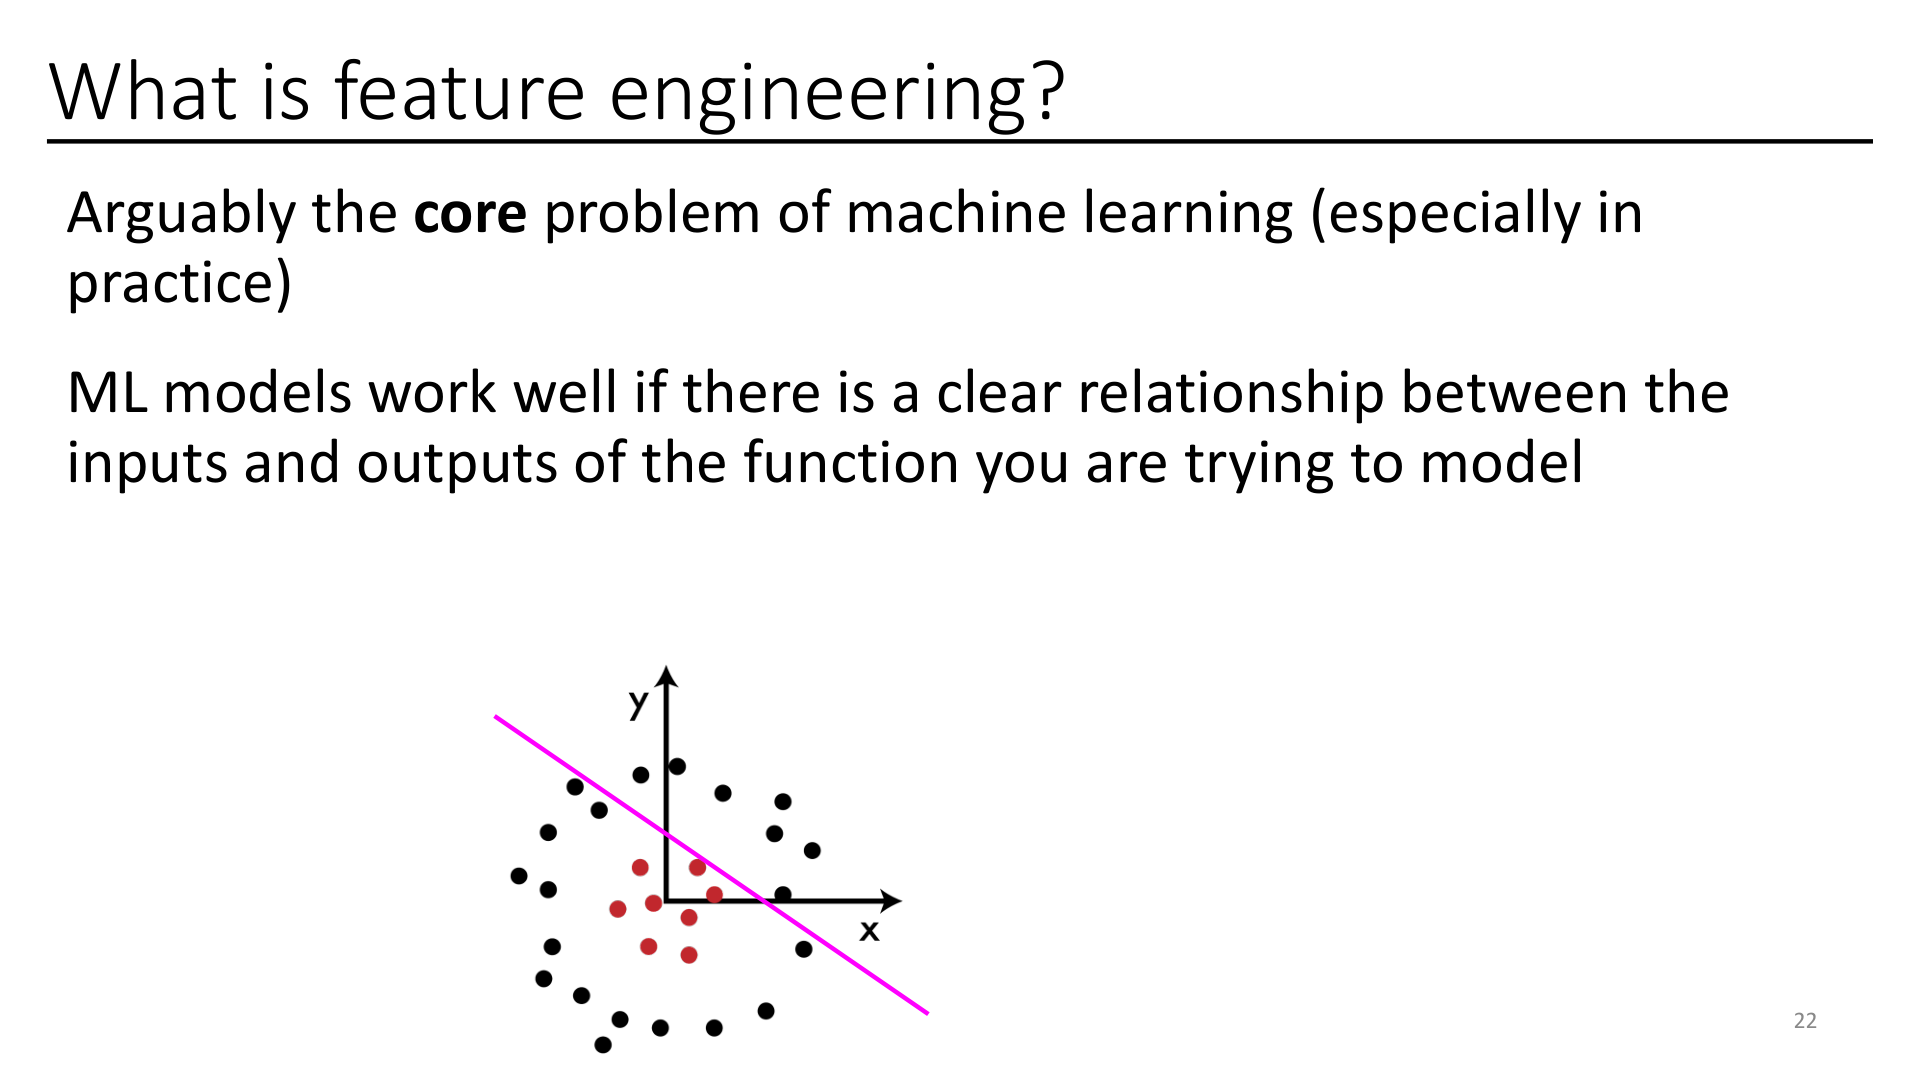 What is feature engineering?
Arguably the core problem of machine learning (especially in
practice)
ML models work well if there is a clear relationship between the
inputs and outputs of the function you are trying to model
y
x
22